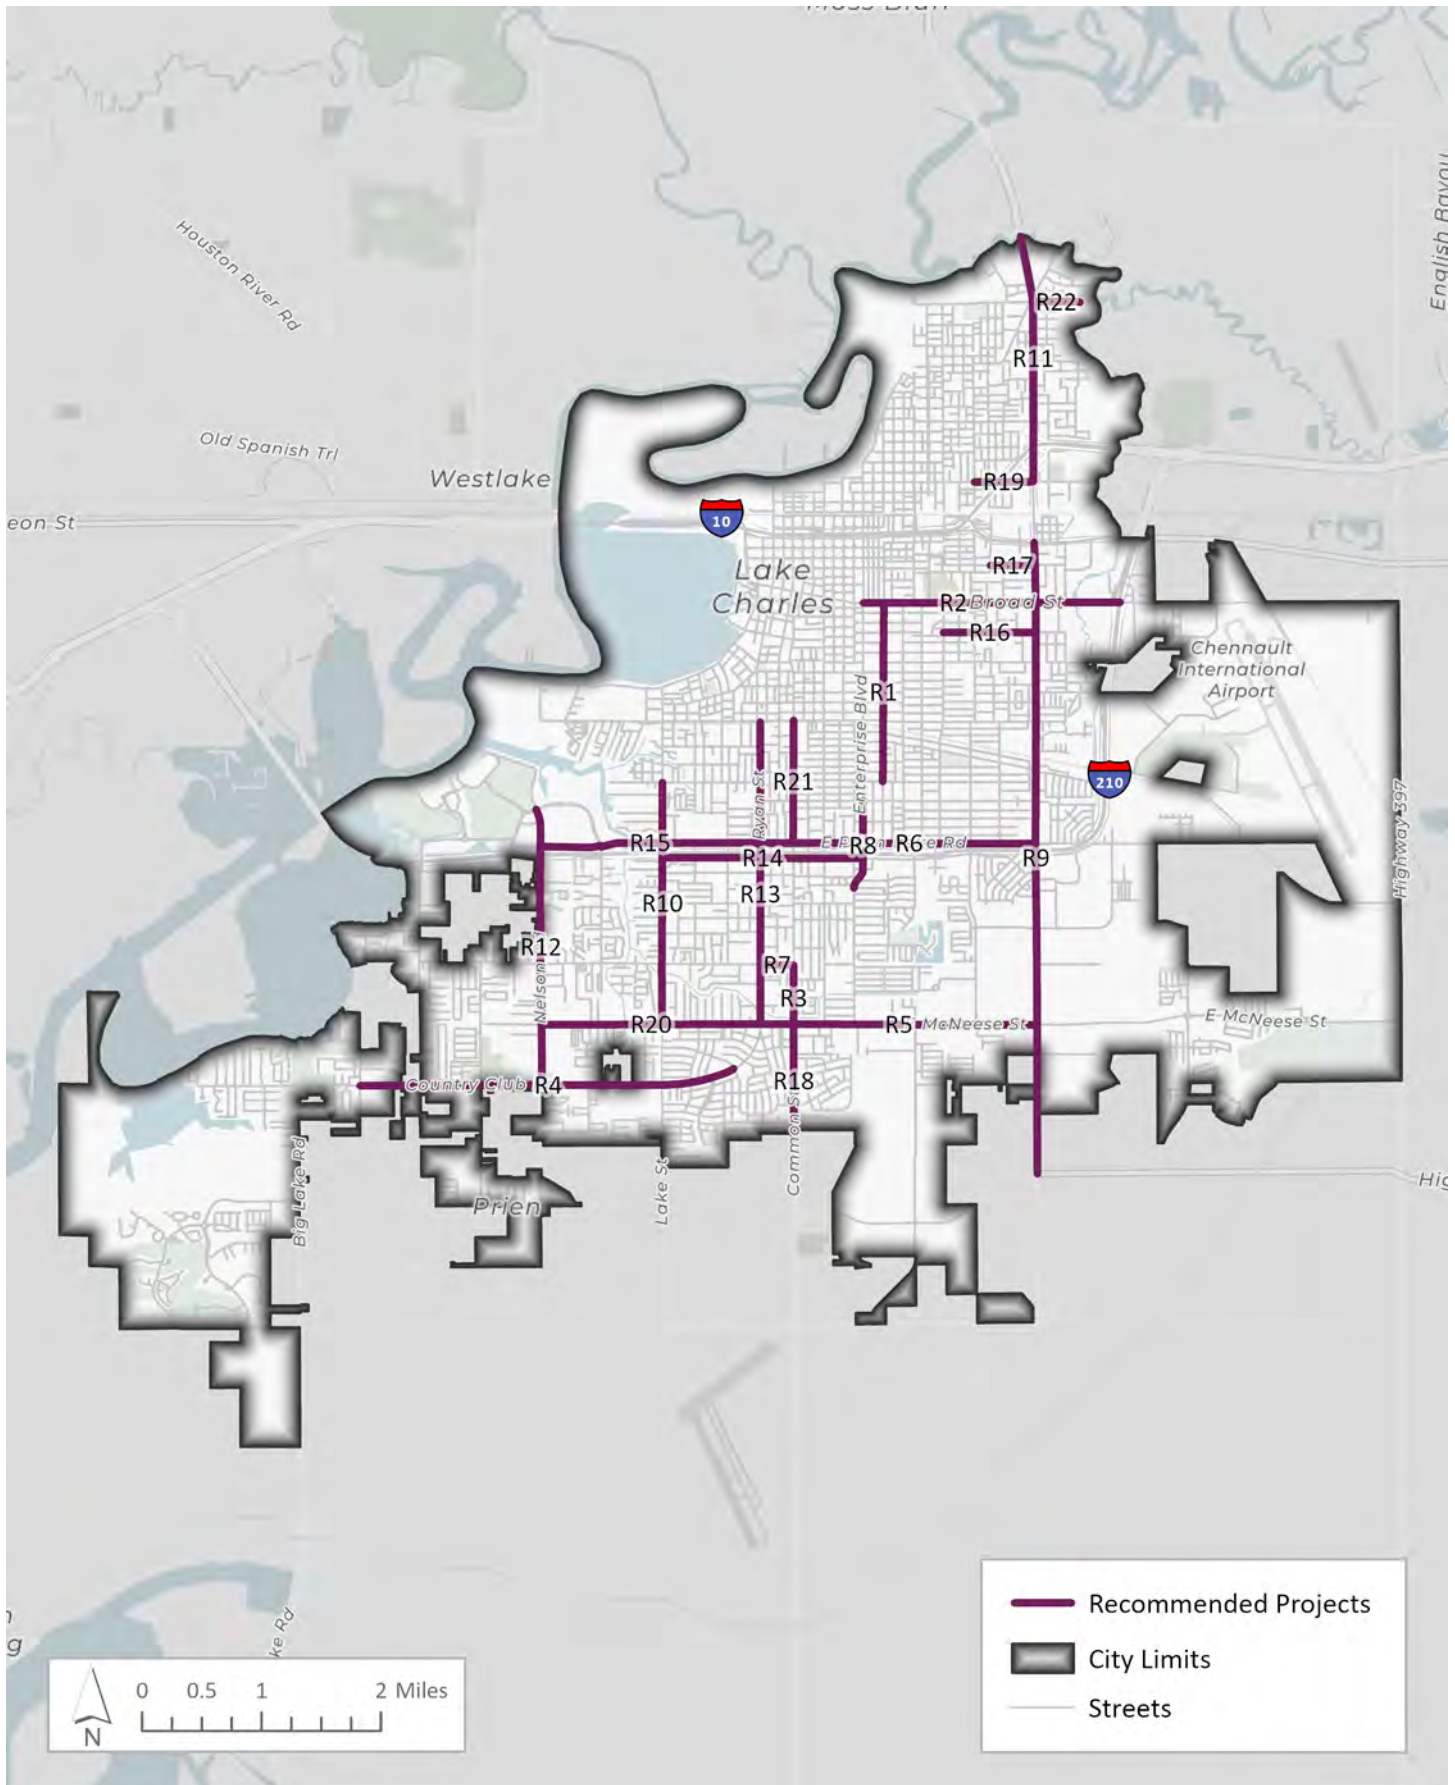 Houston River Rd
English Bayou
R22
R11
Old Spanish Trl
Westlake
R19
10
eon St
Lake
Charles
R17
R2
Broad St
R16
Chennault
International
Airport
R1
Enterprise Blvd
R21
Ryan St
210
Highway 397
R15
R8
R6
R14
R9
R13
R10
R12
Nelson
R7
R3
R20
R5
McNeese St
E McNeese St
Country Club
R4
R18
Common St
Big Lake Rd
Lake St
Prien
Hig
ke Rd
g
0 0.5 1 2 Miles
N
Recommended Projects
City Limits
Streets